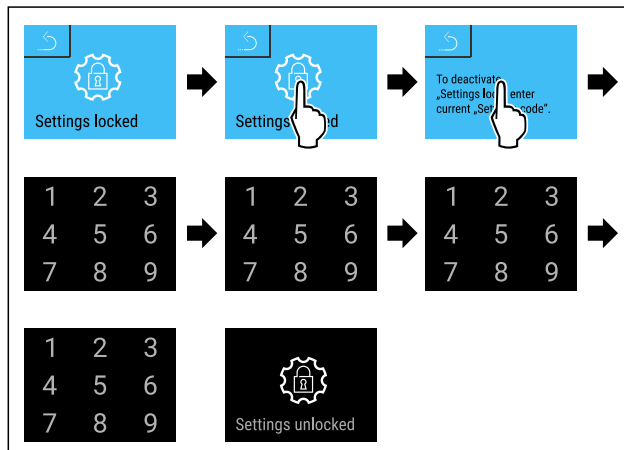 Settings locked
Settings ed
To deactivate
„Settings lo enter
current „Set code".
1 2 3
4 5 6
7 8 9
1 2 3
4 5 6
7 8 9
1 2 3
4 5 6
7 8 9
1 2 3
4 5 6
7 8 9
Settings unlocked